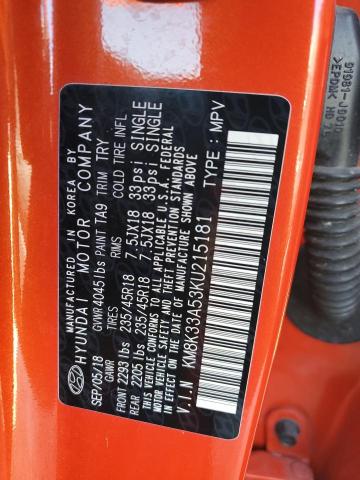 MANUFACTURED IN KOREA BY
HYUNDAI MOTOR COMPANY
SEP/05/18 GVWR 4045 lbs PAINT TA9 TRIM TRY
GAWR TIRES RIMS COLD TIRE INF.
FRONT 2293 lbs 235/45R18 7.5JX18 33psi SINGLE
REAR 2205 lbs 235/45R18 7.5JX18 33psi SINGLE
THIS VEHICLE CONFORMS TO ALL APPLICABLE U.S.A. FEDERAL
MOTOR VEHICLE SAFETY AND THEFT PREVENTION STANDARDS
IN EFFECT ON THE DATE OF MANUFACTURE SHOWN ABOVE.
V.I.N KM8K33A53KU215181 TYPE : MPV
>EPDM<